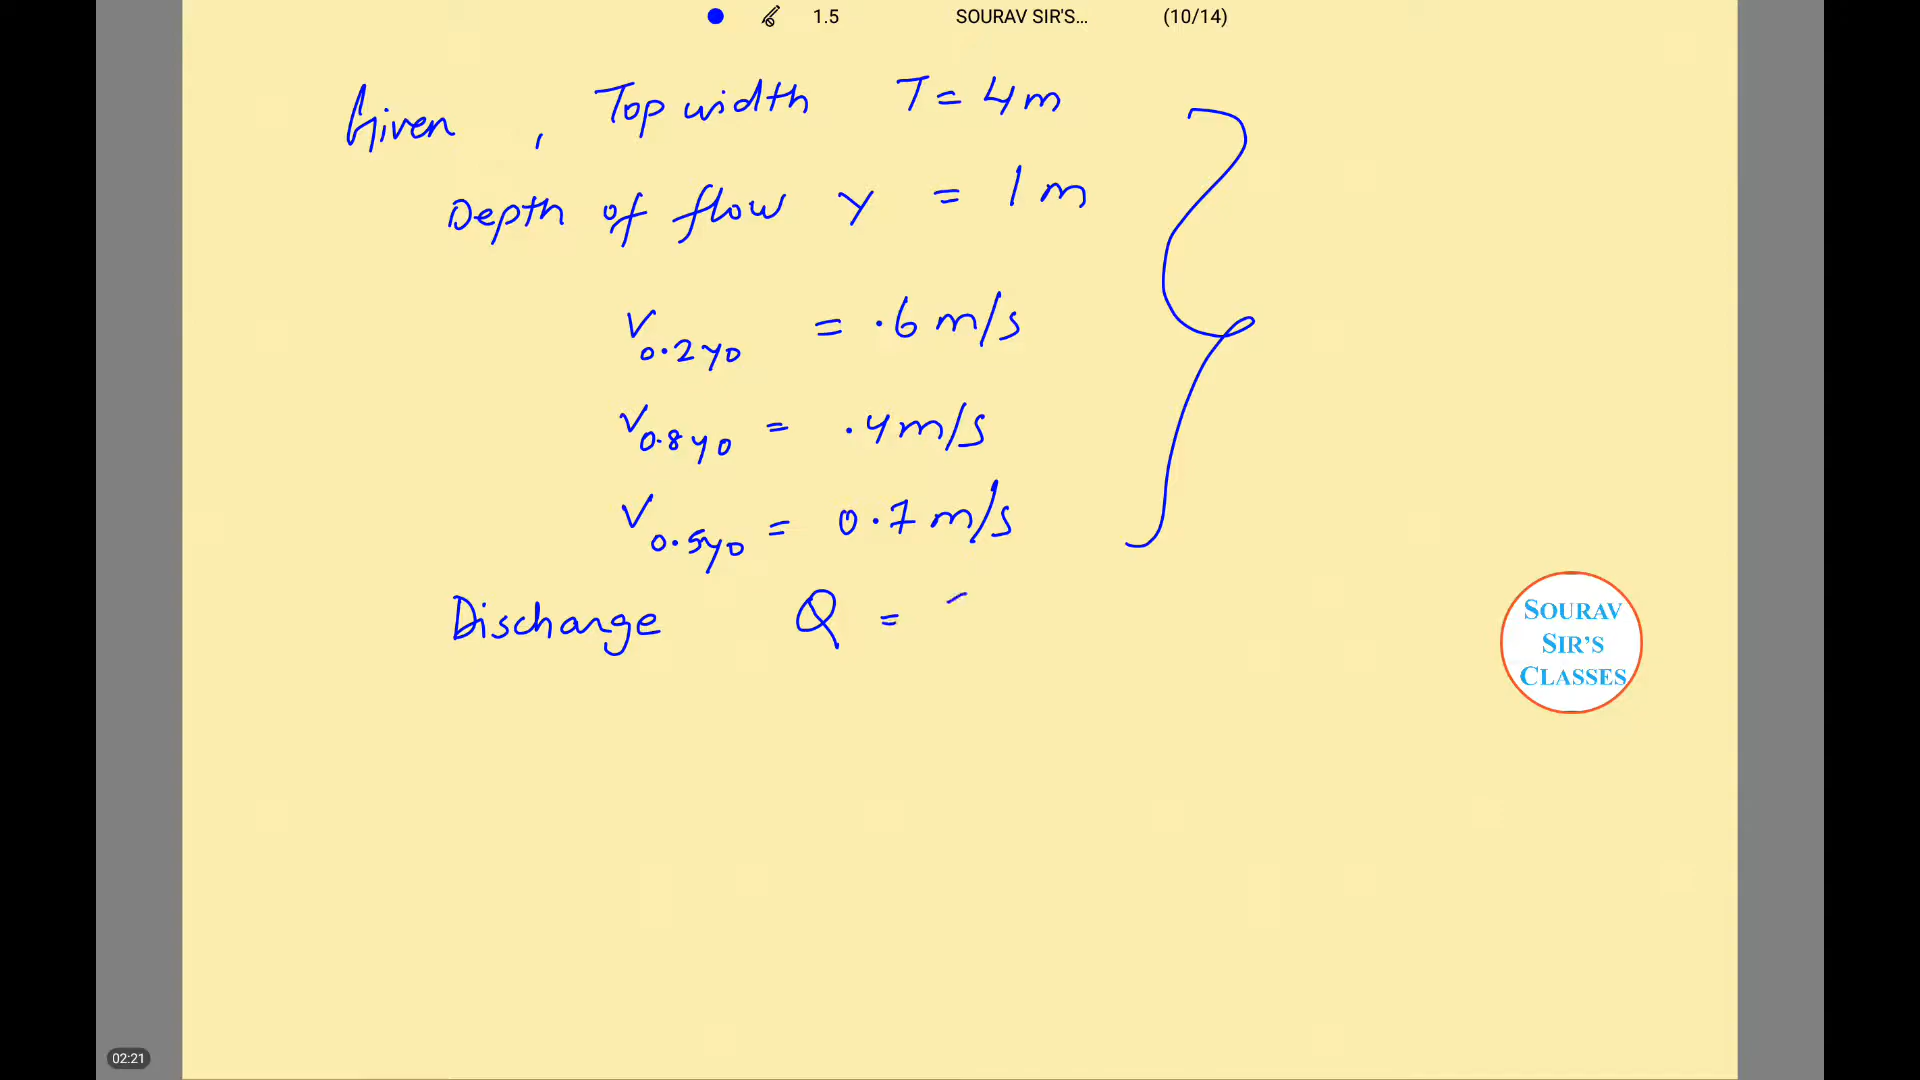 1.5 SOURAV SIR'S... (10/14)
Given, Top width T = 4m
Depth of flow y = 1m
V0.2y0 = .6 m/s
V0.8y0 = .4 m/s
V0.5y0 = 0.7 m/s
Discharge Q =
SOURAV
SIR'S
CLASSES
02:21